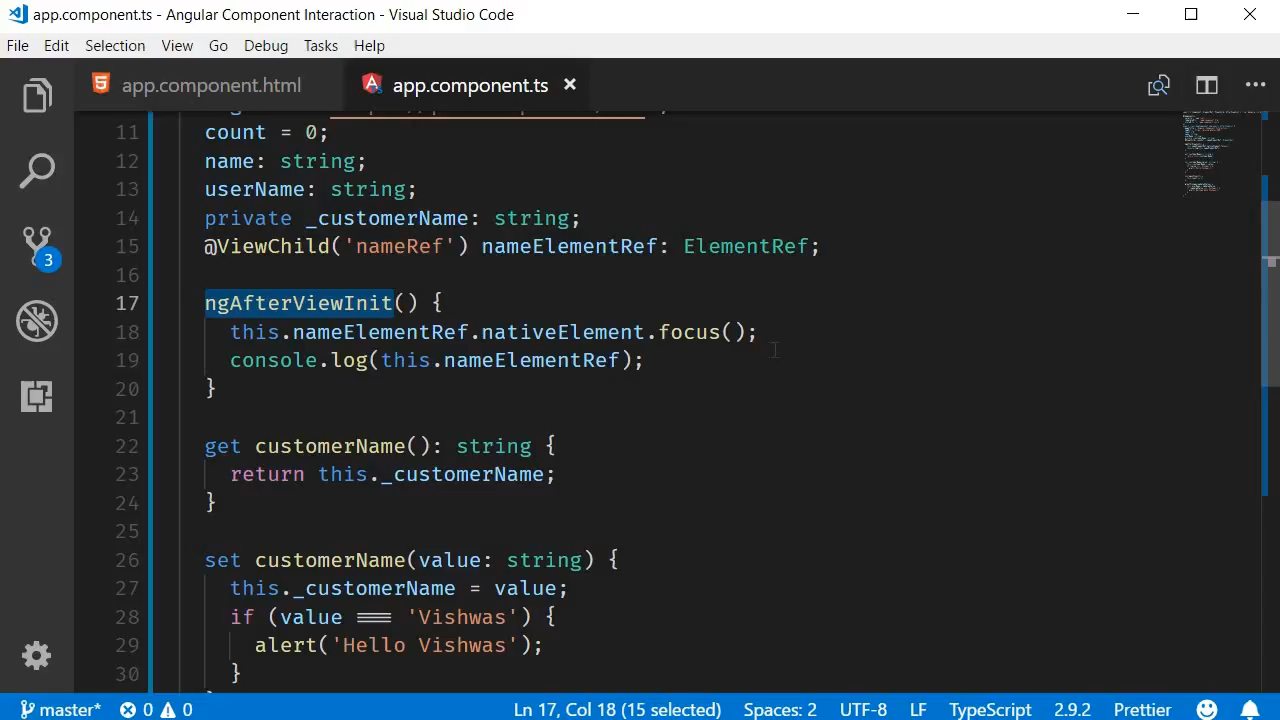 app.component.ts - Angular Component Interaction - Visual Studio Code
File Edit Selection View Go Debug Tasks Help
app.component.html app.component.ts
11 count = 0;
12 name: string;
13 userName: string;
14 private _customerName: string;
15 @ViewChild('nameRef') nameElementRef: ElementRef;
16
17 ngAfterViewInit() {
18 this.nameElementRef.nativeElement.focus();
19 console.log(this.nameElementRef);
20 }
21
22 get customerName(): string {
23 return this._customerName;
24 }
25
26 set customerName(value: string) {
27 this._customerName = value;
28 if (value === 'Vishwas') {
29 alert('Hello Vishwas');
30 }
3
master* 0 0 Ln 17, Col 18 (15 selected) Spaces: 2 UTF-8 LF TypeScript 2.9.2 Prettier